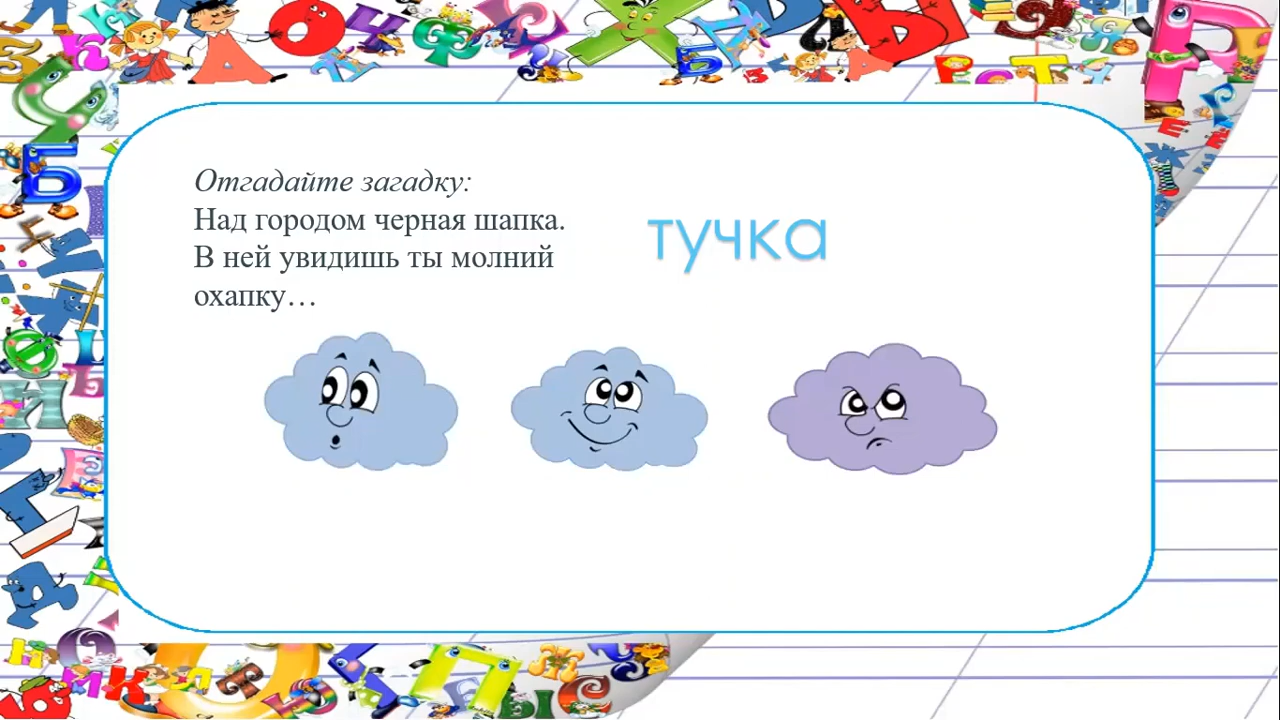 Отгадайте загадку:
Над городом черная шапка.
В ней увидишь ты молний
охапку…
тучка